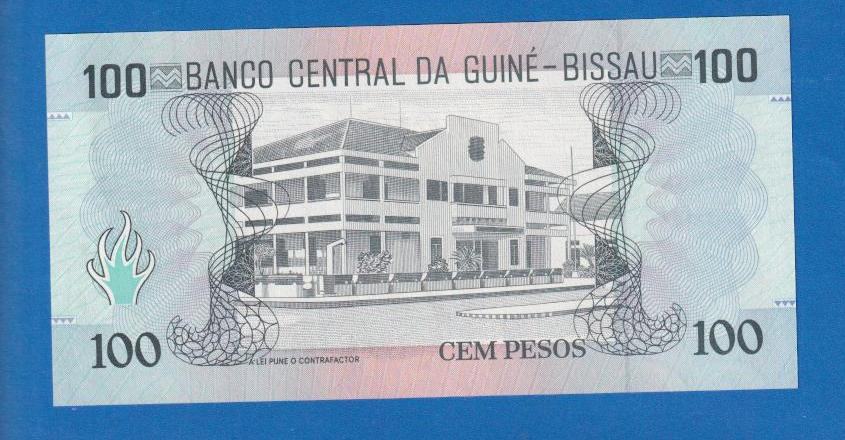 100 BANCO CENTRAL DA GUINÉ-BISSAU 100
100 CEM PESOS 100
A LEI PUNE O CONTRAFACTOR